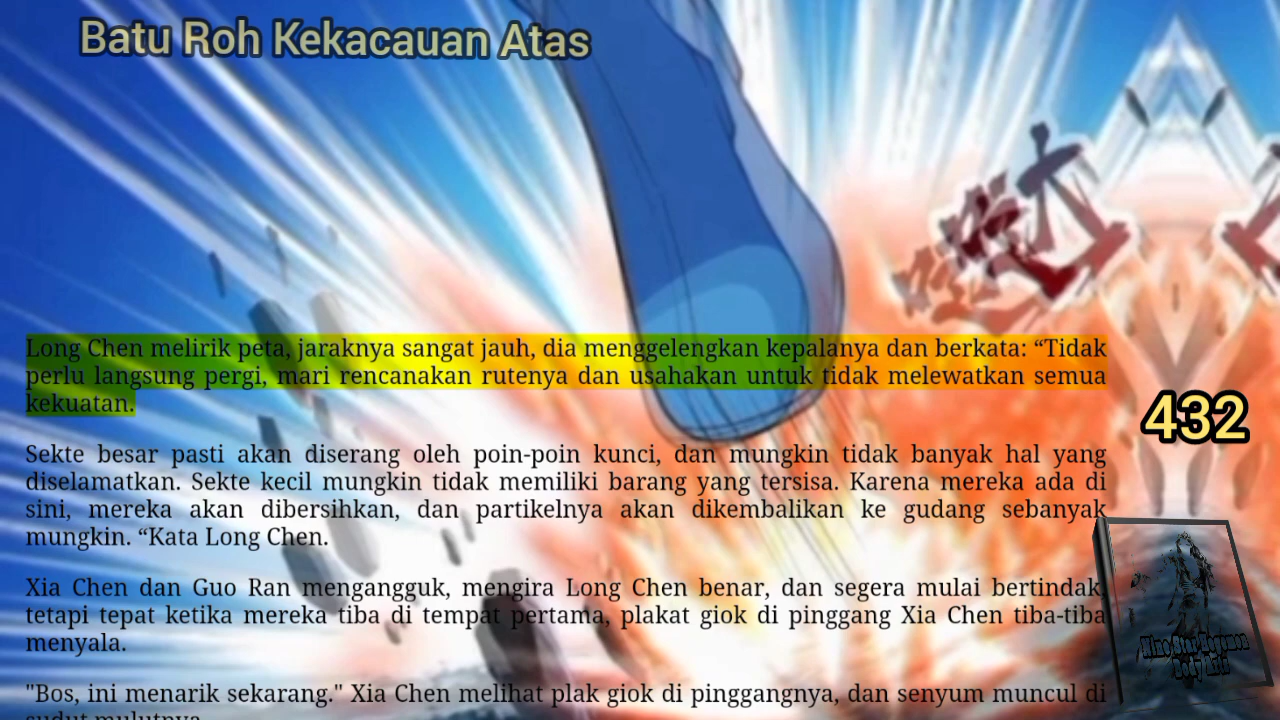 Batu Roh Kekacauan Atas
Long Chen melirik peta, jaraknya sangat jauh, dia menggelengkan kepalanya dan berkata: “Tidak
perlu langsung pergi, mari rencanakan rutenya dan usahakan untuk tidak melewatkan semua
kekuatan.
432
Sekte besar pasti akan diserang oleh poin-poin kunci, dan mungkin tidak banyak hal yang
diselamatkan. Sekte kecil mungkin tidak memiliki barang yang tersisa. Karena mereka ada di
sini, mereka akan dibersihkan, dan partikelnya akan dikembalikan ke gudang sebanyak
mungkin. “Kata Long Chen.
Xia Chen dan Guo Ran mengangguk, mengira Long Chen benar, dan segera mulai bertindak,
tetapi tepat ketika mereka tiba di tempat pertama, plakat giok di pinggang Xia Chen tiba-tiba
menyala.
"Bos, ini menarik sekarang." Xia Chen melihat plak giok di pinggangnya, dan senyum muncul di
sudut mulutnya